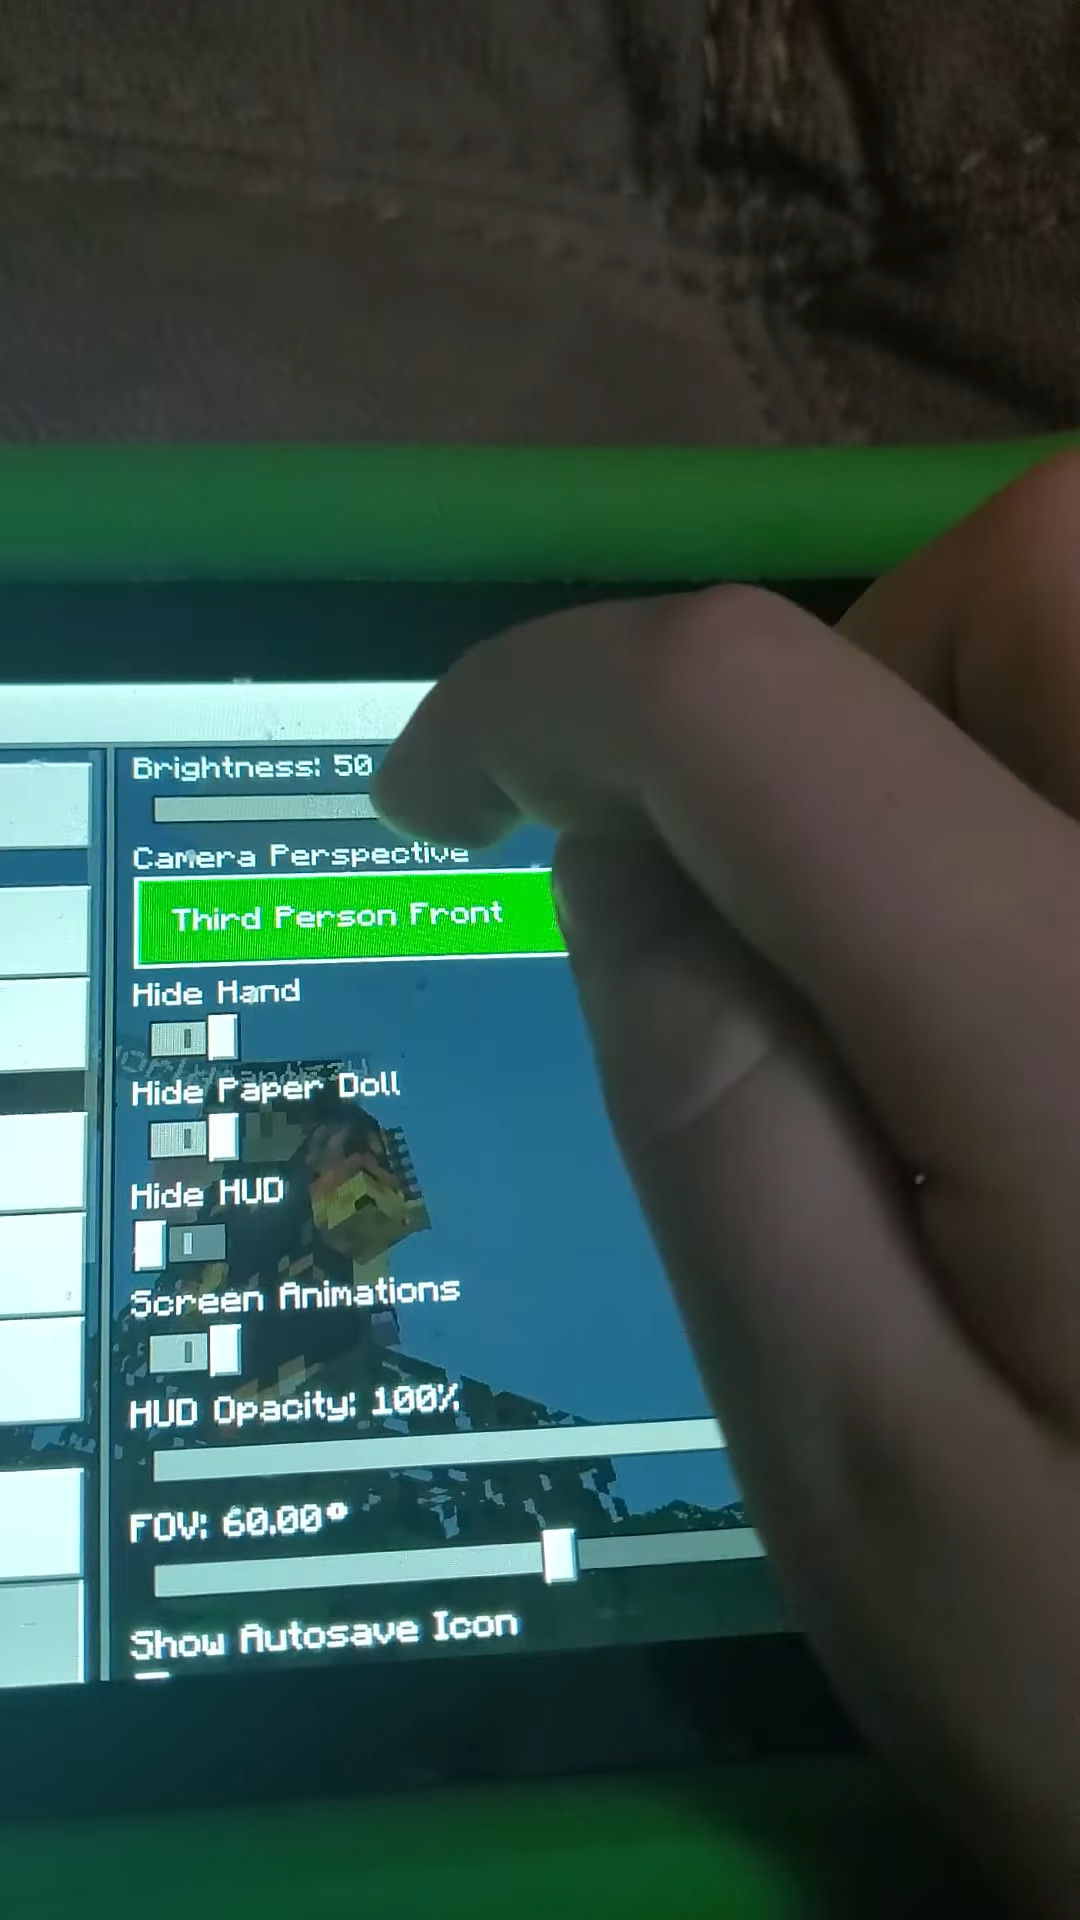 Brightness: 50
Camera Perspective
Third Person Front
Hide Hand
Hide Paper Doll
Hide HUD
Screen Animations
HUD Opacity: 100%
FOV: 60.00°
Show Autosave Icon